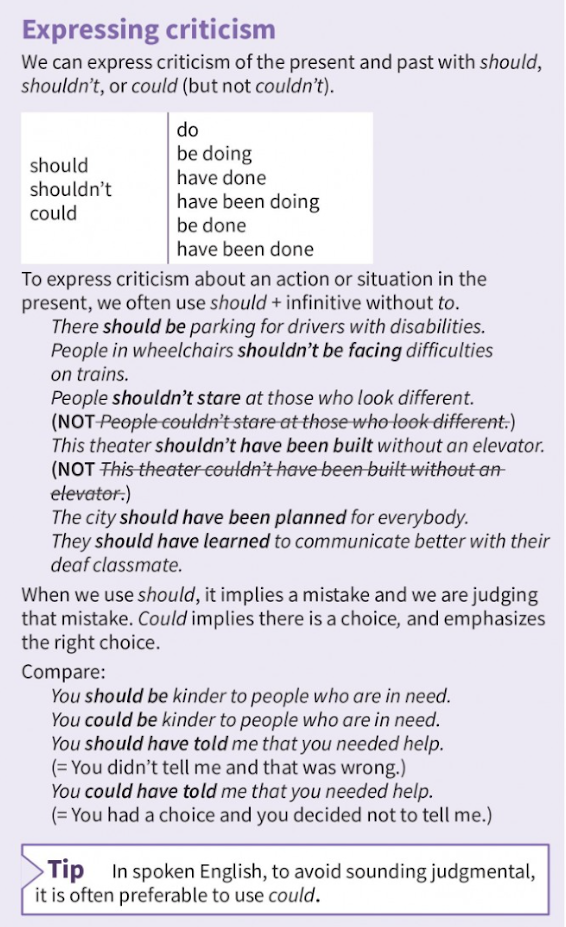 Expressing criticism
We can express criticism of the present and past with should,
shouldn't, or could (but not couldn't).
should
shouldn't
could
do
be doing
have done
have been doing
be done
have been done
To express criticism about an action or situation in the
present, we often use should + infinitive without to.
There should be parking for drivers with disabilities.
People in wheelchairs shouldn't be facing difficulties
on trains.
People shouldn't stare at those who look different.
(NOT People couldn't stare at those who look different.)
This theater shouldn't have been built without an elevator.
(NOT This theater couldn't have been built without an
elevator.)
The city should have been planned for everybody.
They should have learned to communicate better with their
deaf classmate.
When we use should, it implies a mistake and we are judging
that mistake. Could implies there is a choice, and emphasizes
the right choice.
Compare:
You should be kinder to people who are in need.
You could be kinder to people who are in need.
You should have told me that you needed help.
(= You didn't tell me and that was wrong.)
You could have told me that you needed help.
(= You had a choice and you decided not to tell me.)
Tip In spoken English, to avoid sounding judgmental,
it is often preferable to use could.